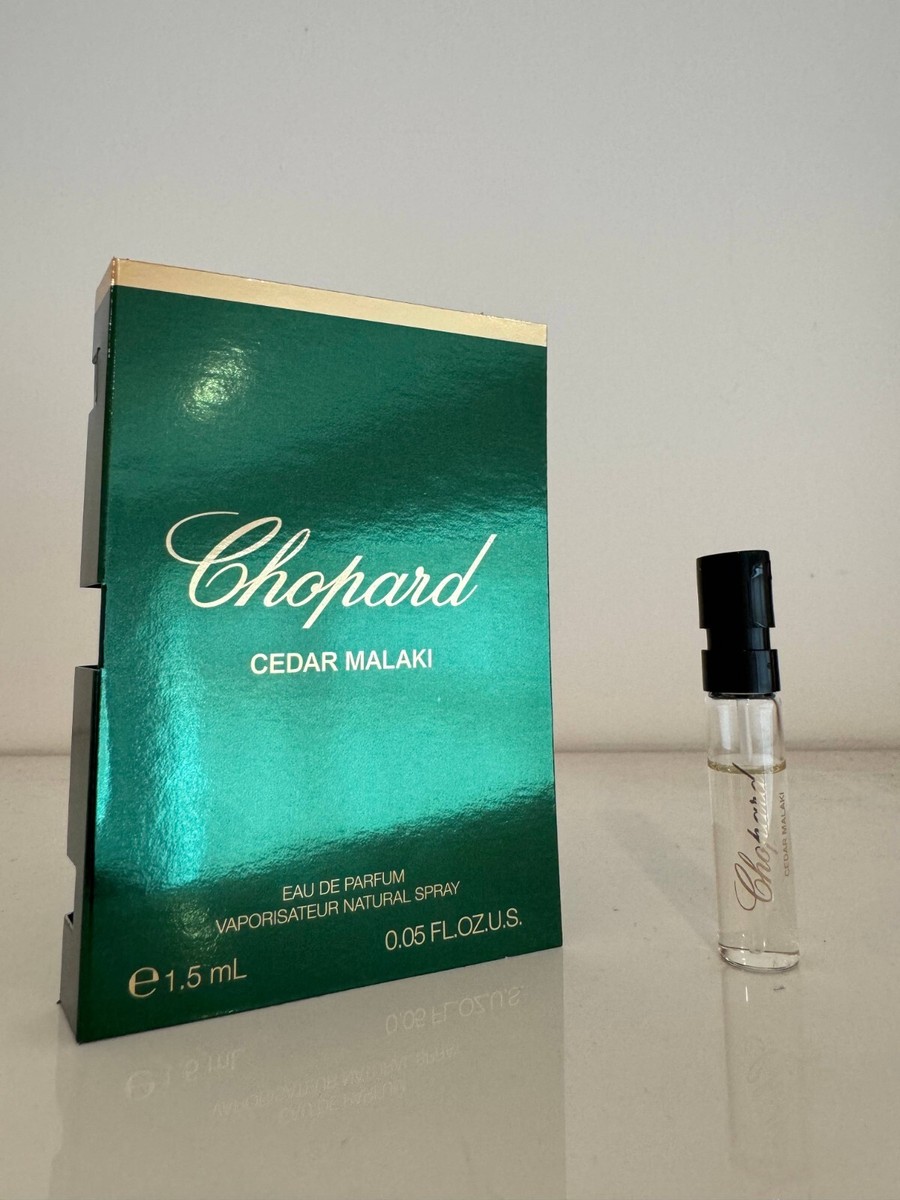 Chopard
CEDAR MALAKI
EAU DE PARFUM
VAPORISATEUR NATURAL SPRAY
0.05 FL.OZ.U.S.
℮ 1.5 mL
Chopard
CEDAR MALAKI